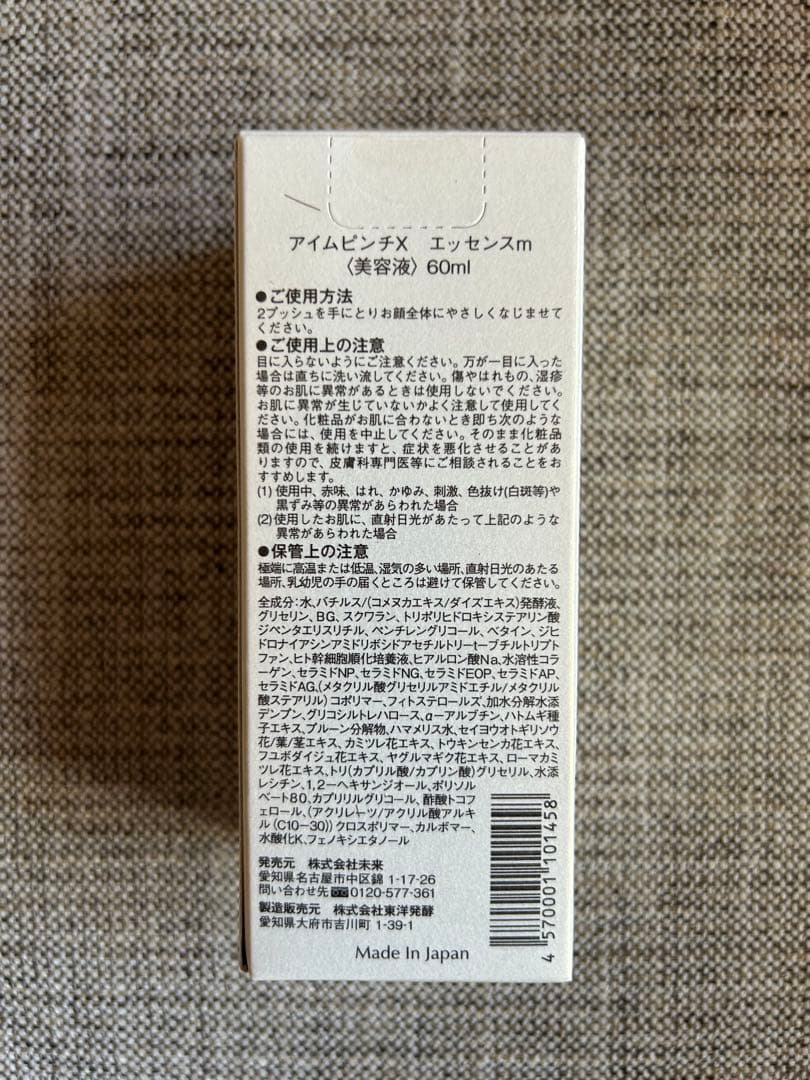 アイムピンチX　エッセンスm
〈美容液〉60ml
●ご使用方法
2プッシュを手にとりお顔全体にやさしくなじませて
ください。
●ご使用上の注意
目に入らないようにご注意ください。万が一目に入った
場合は直ちに洗い流してください。傷やはれもの、湿疹
等のお肌に異常があるときは使用しないでください。
お肌に異常が生じていないかよく注意して使用してく
ださい。化粧品がお肌に合わないとき即ち次のような
場合には、使用を中止してください。そのまま化粧品
類の使用を続けますと、症状を悪化させることがあ
りますので、皮膚科専門医等にご相談されることをお
すすめします。
(1) 使用中、赤味、はれ、かゆみ、刺激、色抜け(白斑等)や
黒ずみ等の異常があらわれた場合
(2)使用したお肌に、直射日光があたって上記のような
異常があらわれた場合
●保管上の注意
極端に高温または低温、湿気の多い場所、直射日光のあたる
場所、乳幼児の手の届くところは避けて保管してください。
全成分：水、バチルス/(コメヌカエキス/ダイズエキス)発酵液、
グリセリン、BG、スクワラン、トリポリヒドロキシステアリン酸
ジペンタエリスリチル、ペンチレングリコール、ベタイン、ジヒ
ドロナイアシンアミドリボシドアセチルトリーt-ブチルトリプト
ファン、ヒト幹細胞順化培養液、ヒアルロン酸Na、水溶性コラ
ーゲン、セラミドNP、セラミドNG、セラミドEOP、セラミドAP、
セラミドAG、(メタクリル酸グリセリルアミドエチル/メタクリル
酸ステアリル) コポリマー、フィトステロールズ、加水分解水添
デンプン、グリコシルトレハロース、α-アルブチン、ハトムギ種
子エキス、プルーン分解物、ハマメリス水、セイヨウオトギリソウ
花/葉/茎エキス、カミツレ花エキス、トウキンセンカ花エキス、
フユボダイジュ花エキス、ヤグルマギク花エキス、ローマカミ
ツレ花エキス、トリ(カプリル酸/カプリン酸)グリセリル、水添
レシチン、1,2-ヘキサンジオール、ポリソル
ベート80、カプリリルグリコール、酢酸トコフ
ェロール、(アクリレーツ/アクリル酸アルキ
ル (C10-30)) クロスポリマー、カルボマー、
水酸化K、フェノキシエタノール
発売元　株式会社未来
愛知県名古屋市中区錦 1-17-26
問い合わせ先☎0120-577-361
製造販売元　株式会社東洋発酵
愛知県大府市吉川町 1-39-1
Made In Japan
4 570001 101458